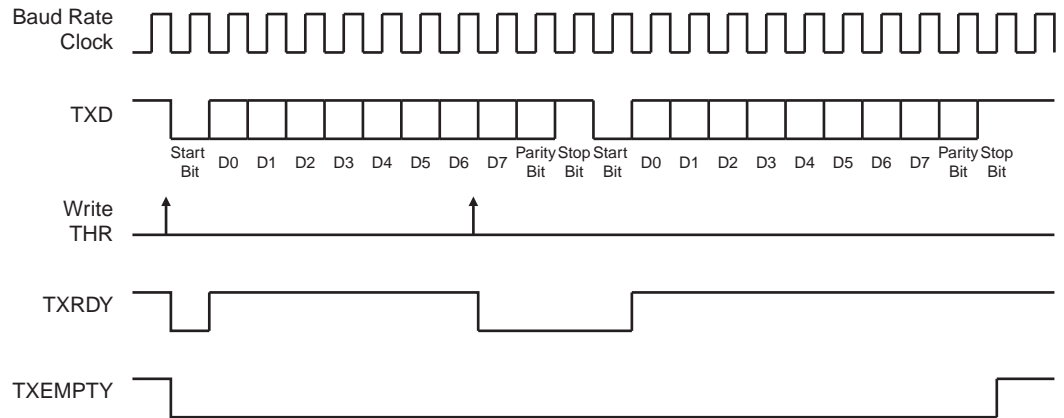 Baud Rate
Clock
TXD
Start
Bit
D0
D1
D2
D3
D4
D5
D6
D7
Parity
Bit
Stop
Bit
Start
Bit
D0
D1
D2
D3
D4
D5
D6
D7
Parity
Bit
Stop
Bit
Write
THR
TXRDY
TXEMPTY